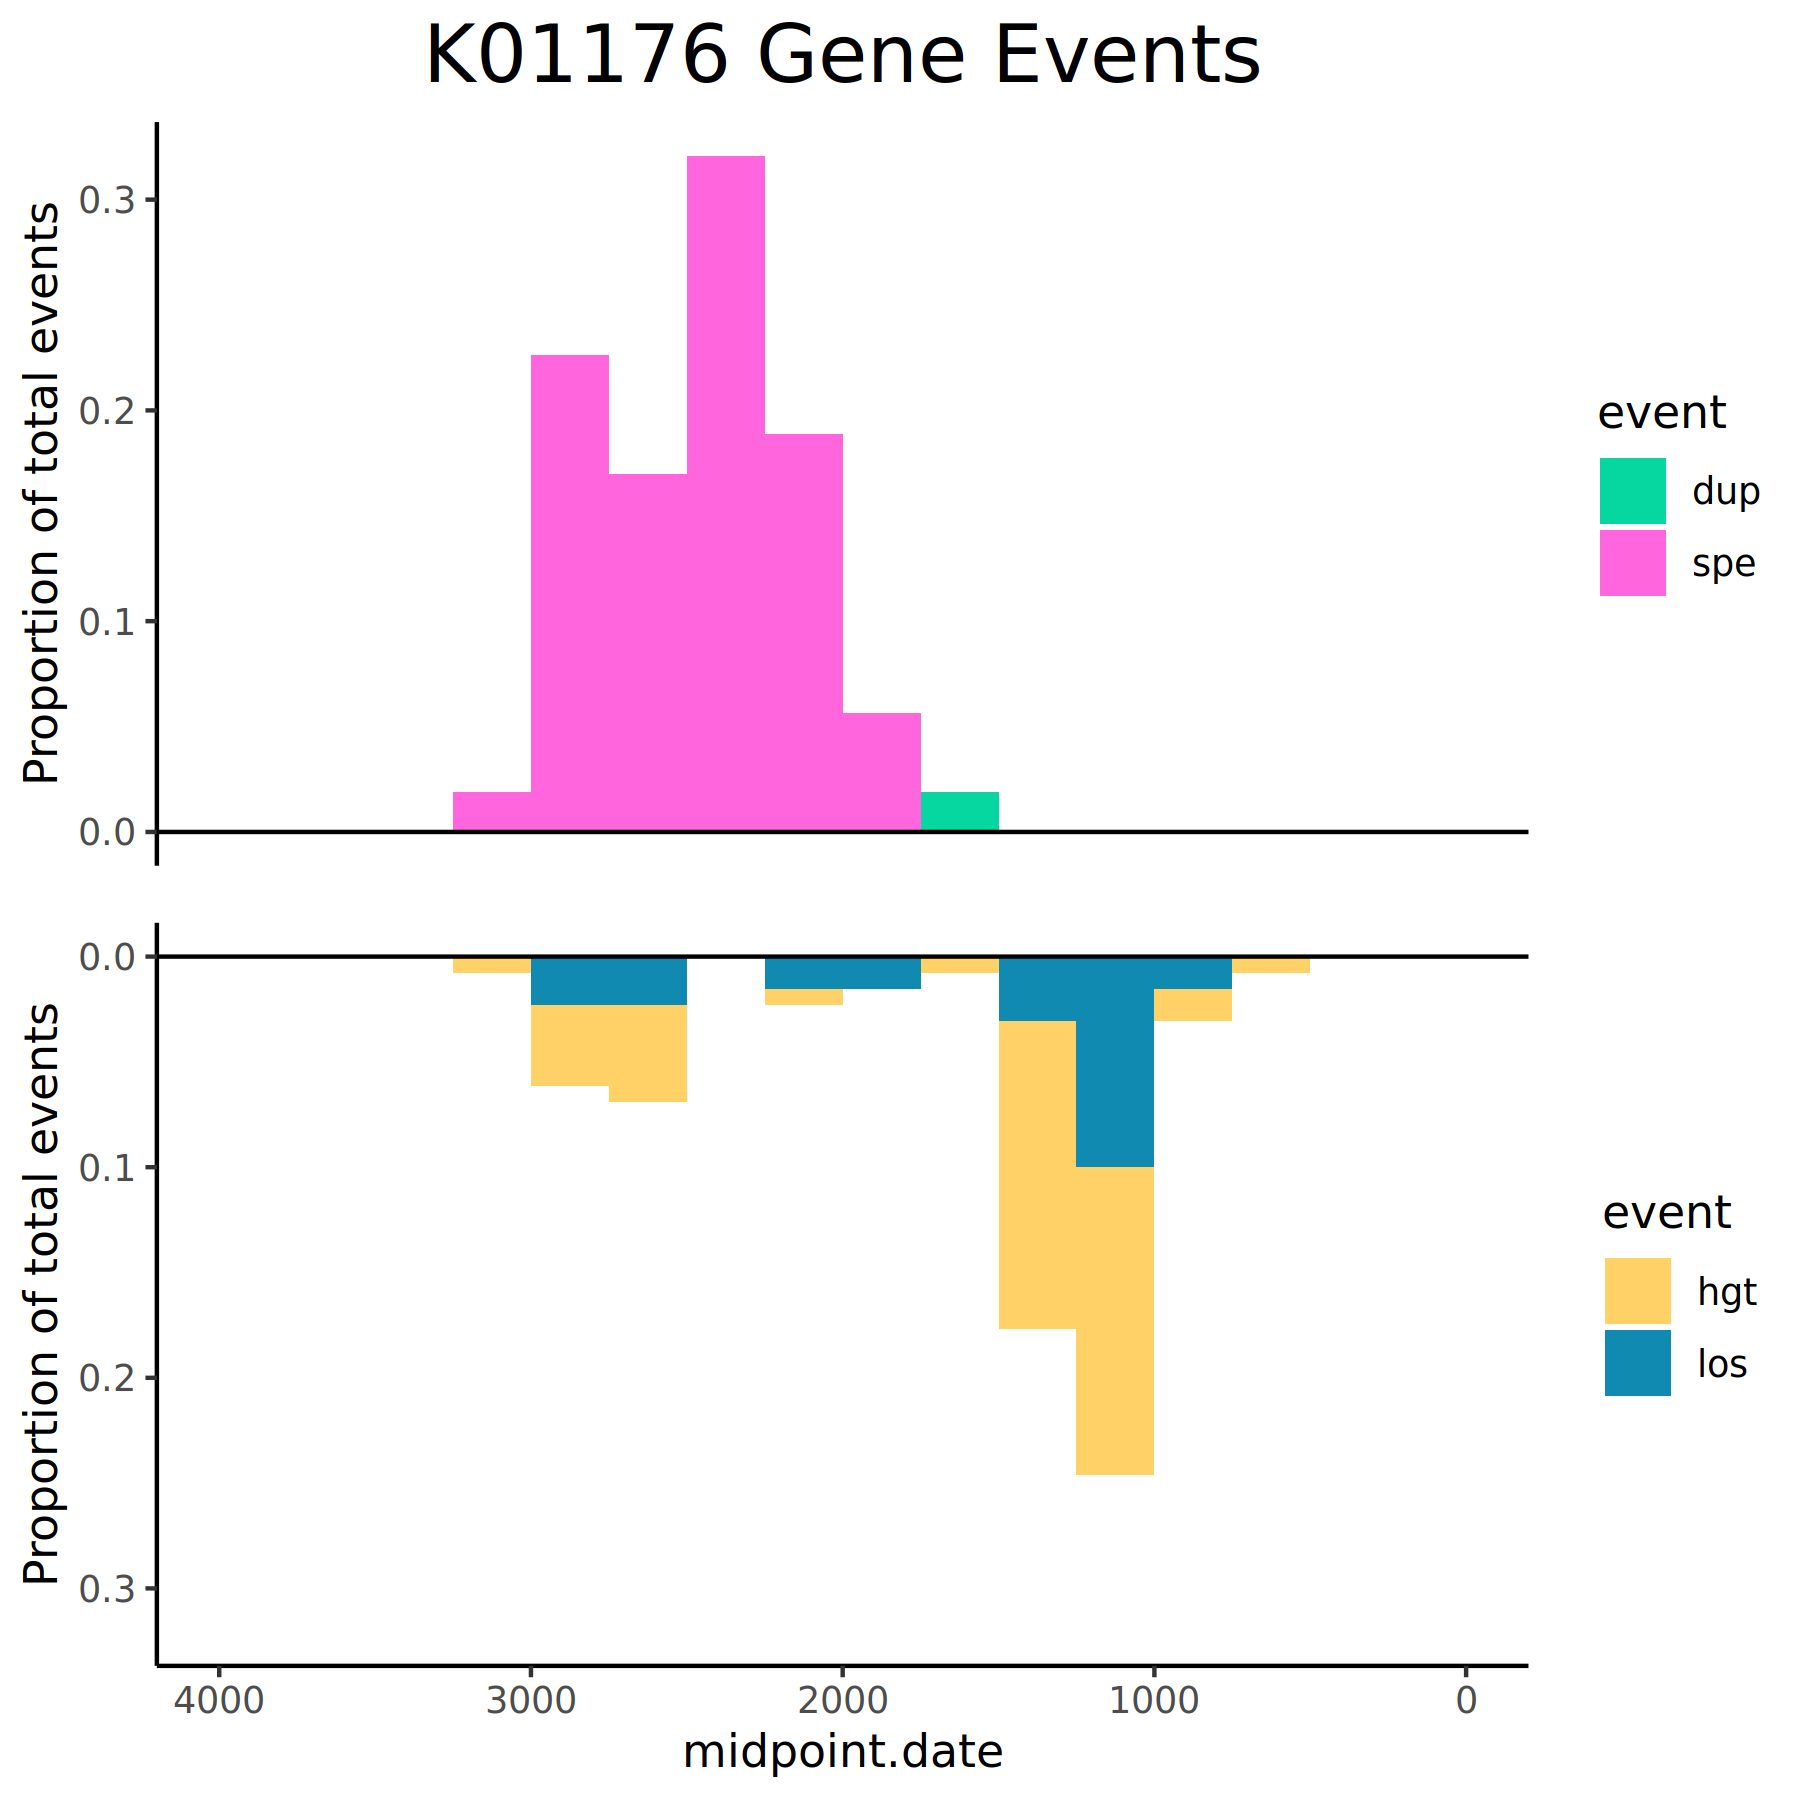 K01176 Gene Events
Proportion of total events
0.3
0.2
0.1
0.0
event
dup
spe
Proportion of total events
0.0
0.1
0.2
0.3
event
hgt
los
4000 3000 2000 1000 0
midpoint.date